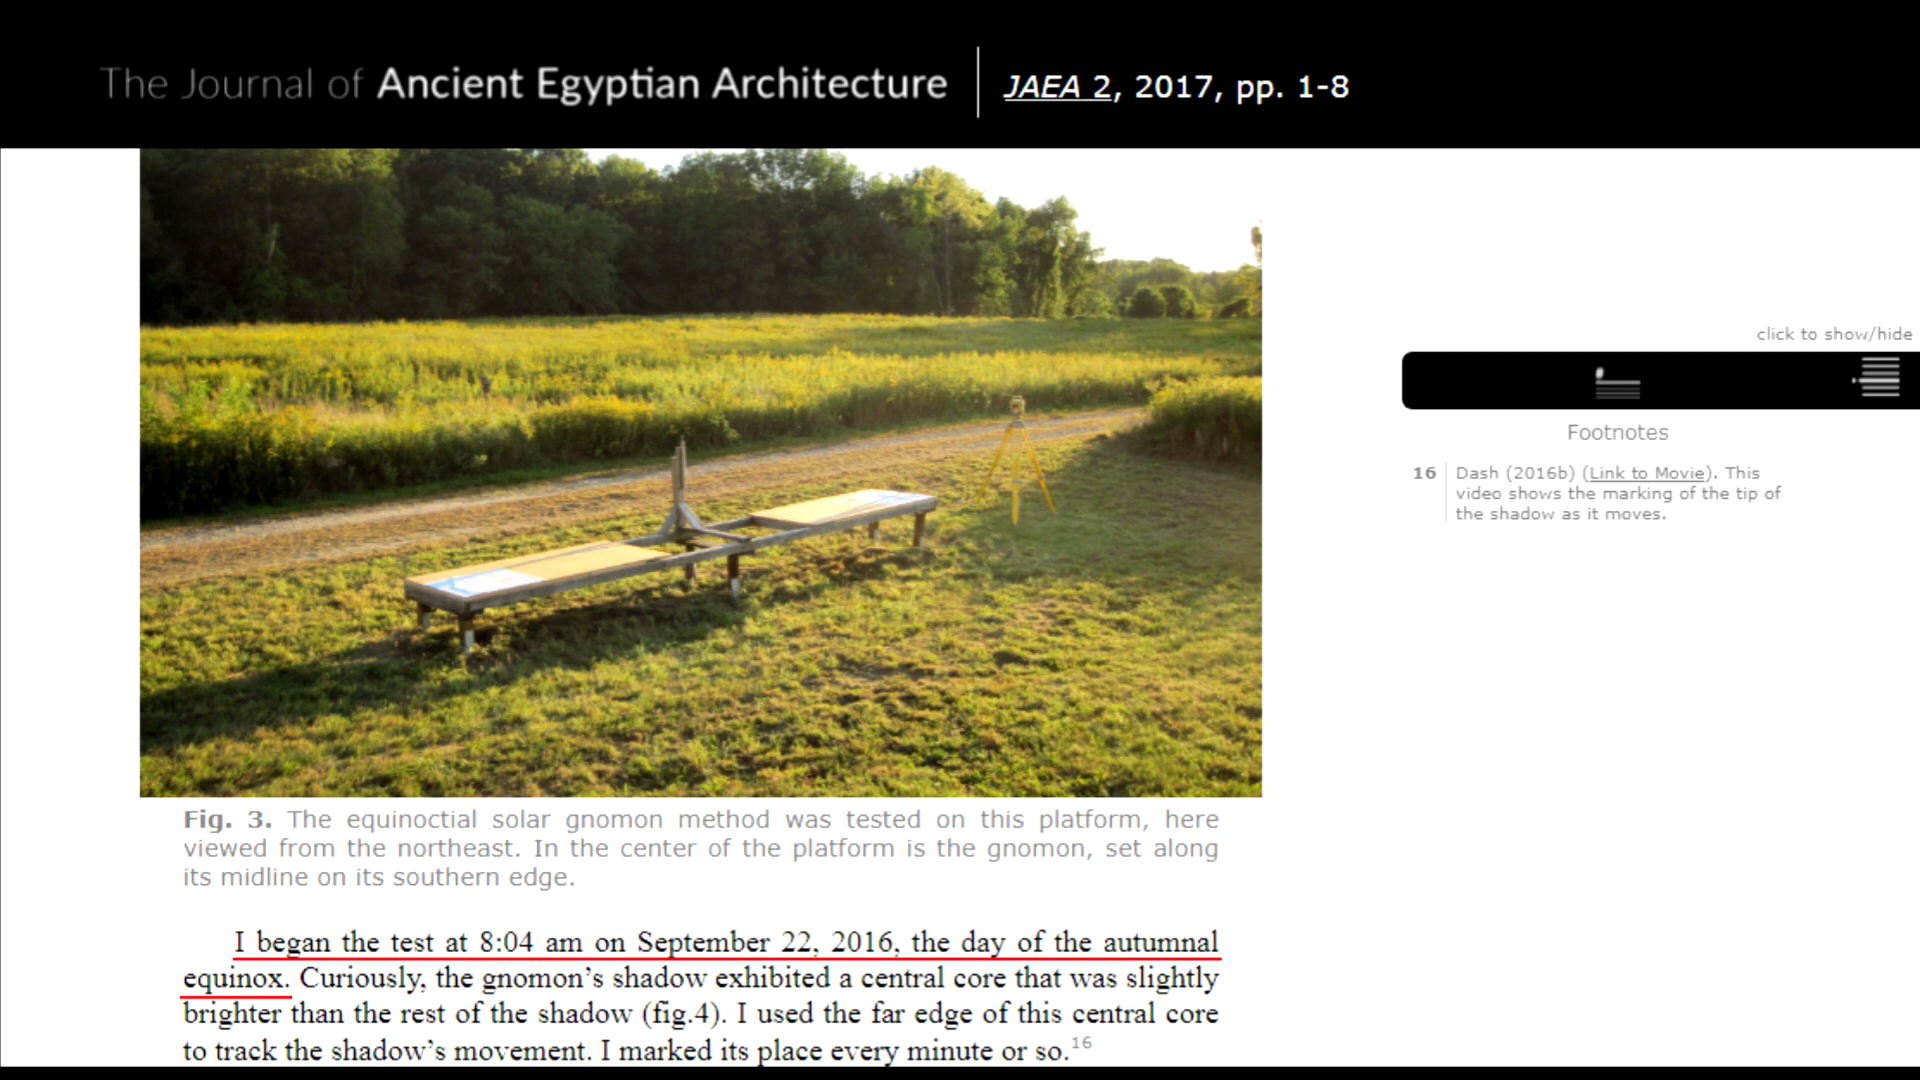 The Journal of Ancient Egyptian Architecture
JAEA 2, 2017, pp. 1-8
click to show/hide
Footnotes
16 Dash (2016b) (Link to Movie). This
video shows the marking of the tip of
the shadow as it moves.
Fig. 3. The equinoctial solar gnomon method was tested on this platform, here
viewed from the northeast. In the center of the platform is the gnomon, set along
its midline on its southern edge.
I began the test at 8:04 am on September 22, 2016, the day of the autumnal
equinox. Curiously, the gnomon’s shadow exhibited a central core that was slightly
brighter than the rest of the shadow (fig.4). I used the far edge of this central core
to track the shadow’s movement. I marked its place every minute or so.16